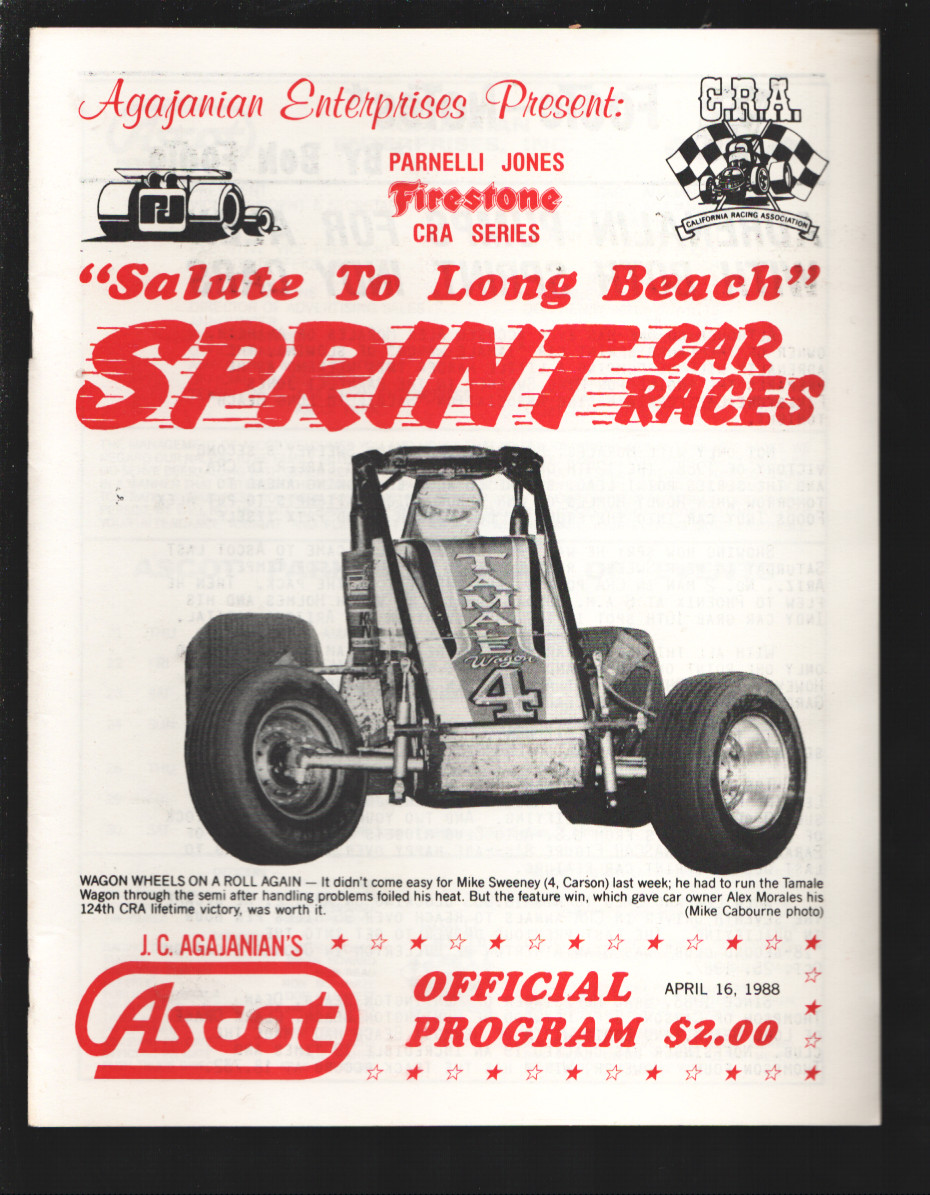 Agajanian Enterprises Present:
C.R.A.
PARNELLI JONES
Firestone
CRA SERIES
PJ
CALIFORNIA RACING ASSOCIATION
“Salute To Long Beach”
SPRINT CAR RACES
TAMALE
Wagon
4
WAGON WHEELS ON A ROLL AGAIN — It didn't come easy for Mike Sweeney (4, Carson) last week; he had to run the Tamale
Wagon through the semi after handling problems foiled his heat. But the feature win, which gave car owner Alex Morales his
124th CRA lifetime victory, was worth it. (Mike Cabourne photo)
J. C. AGAJANIAN'S
Ascot
OFFICIAL
PROGRAM $2.00
APRIL 16, 1988